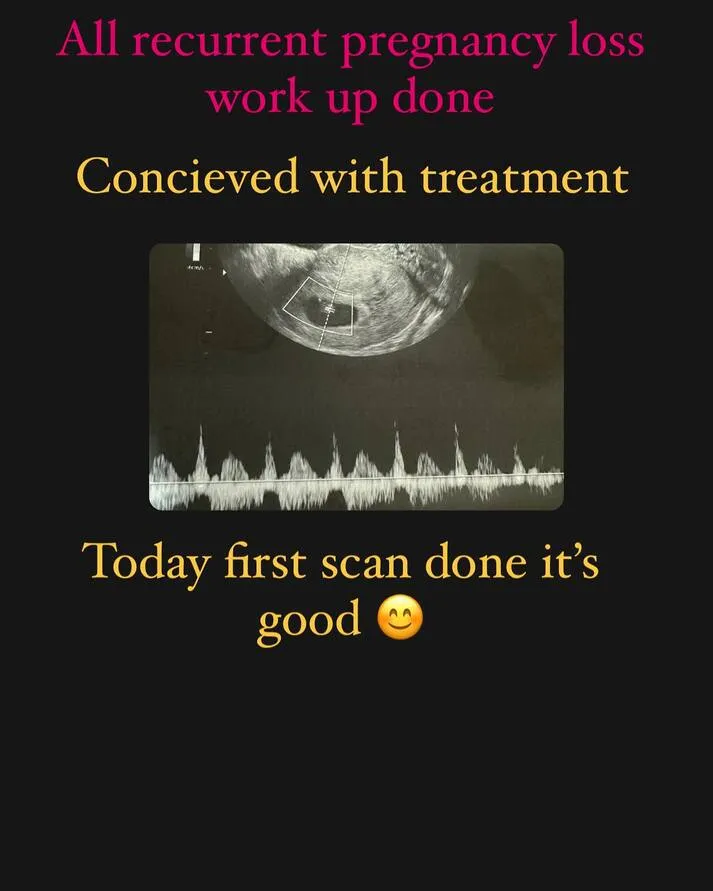 All recurrent pregnancy loss
work up done
Concieved with treatment
Today first scan done it’s
good 😊